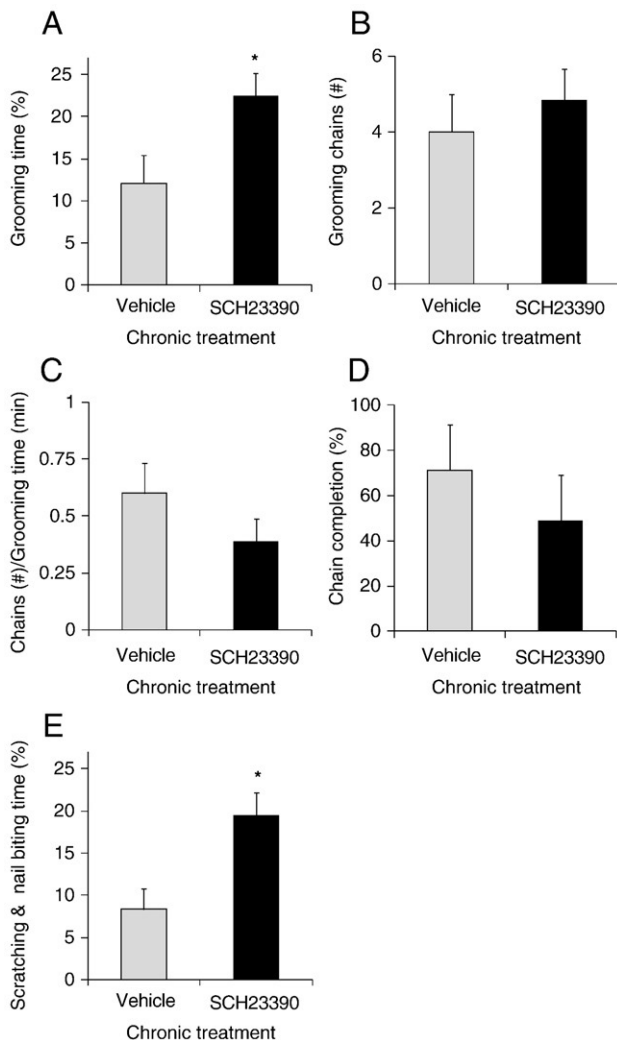 A
Grooming time (%)
25
20
15
10
5
0
*
Vehicle SCH23390
Chronic treatment
B
Grooming chains (#)
6
4
2
0
Vehicle SCH23390
Chronic treatment
C
Chains (#)/Grooming time (min)
1
0.75
0.5
0.25
0
Vehicle SCH23390
Chronic treatment
D
Chain completion (%)
100
80
60
40
20
0
Vehicle SCH23390
Chronic treatment
E
Scratching & nail biting time (%)
25
20
15
10
5
0
*
Vehicle SCH23390
Chronic treatment